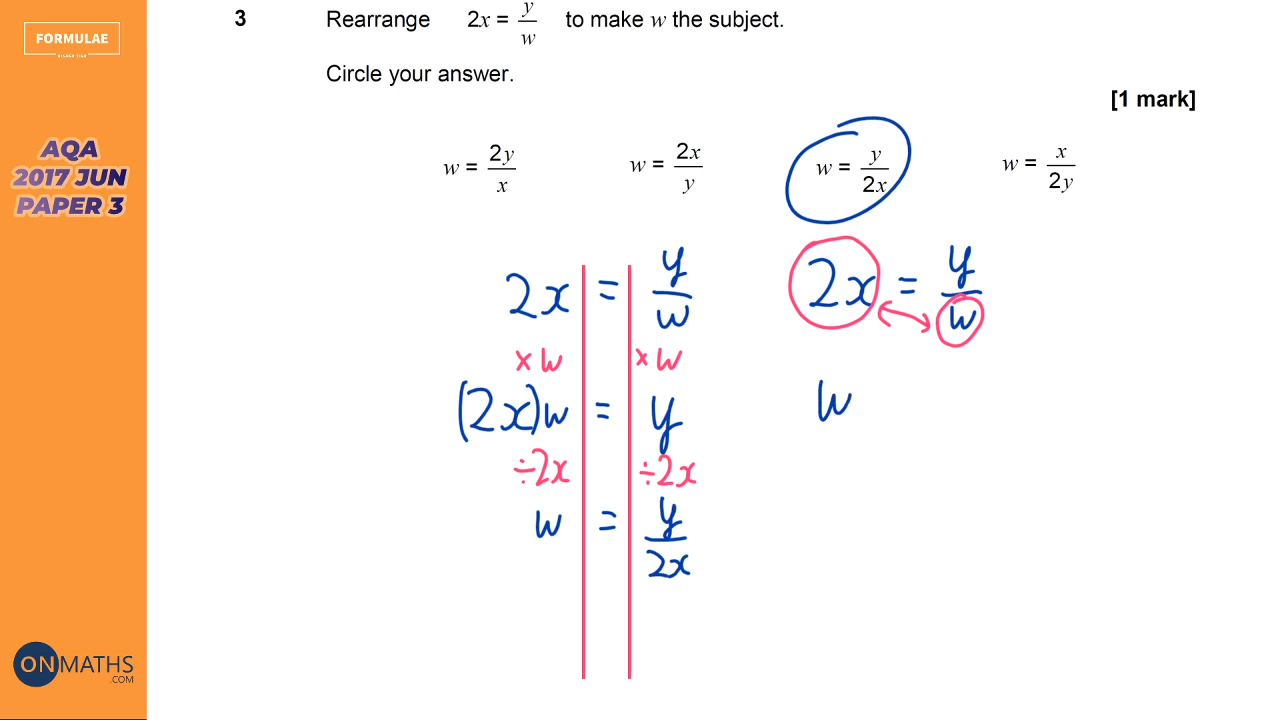 FORMULAE
AQA
2017 JUN
PAPER 3
ONMATHS
.COM
3 Rearrange 2x = y/w to make w the subject.
Circle your answer.
[1 mark]
w = 2y/x w = 2x/y w = y/2x w = x/2y
2x = y/w
×w ×w
(2x)w = y
÷2x ÷2x
w = y/2x
2x = y/w
w